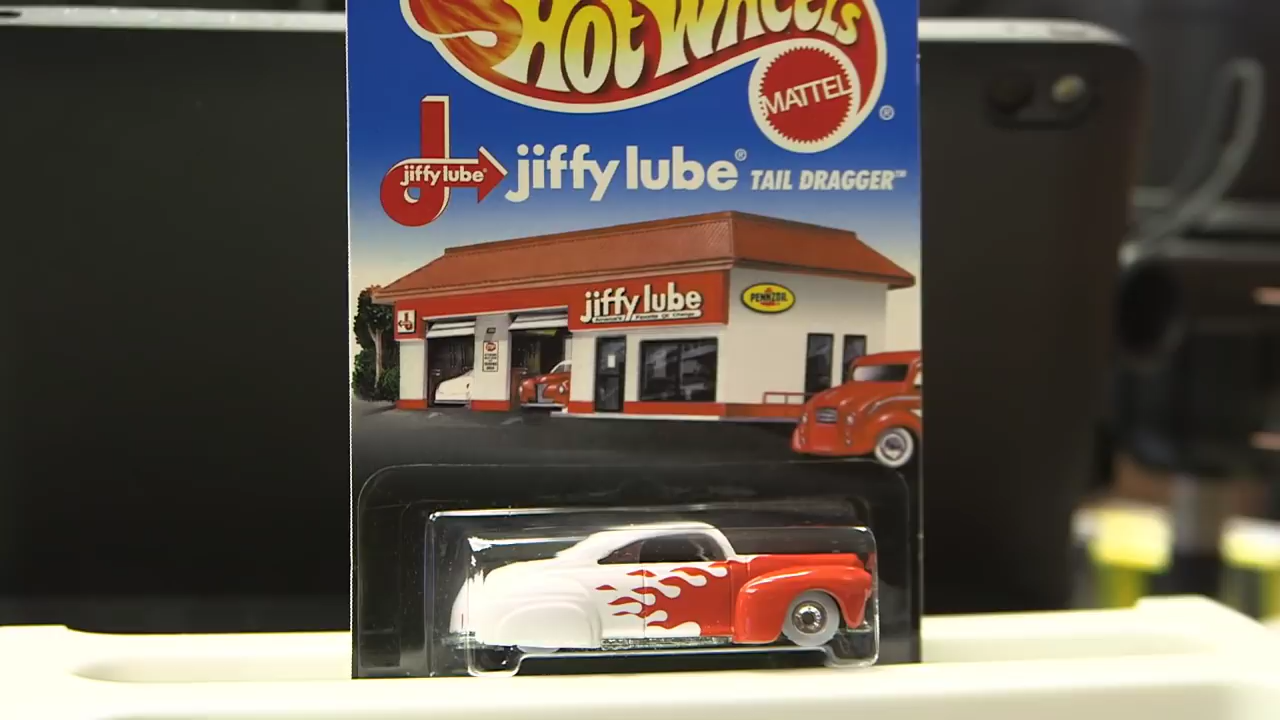 HOT WHEELS
MATTEL
®
jiffy lube®
jiffy lube® TAIL DRAGGER™
jiffy lube
PENNZOIL